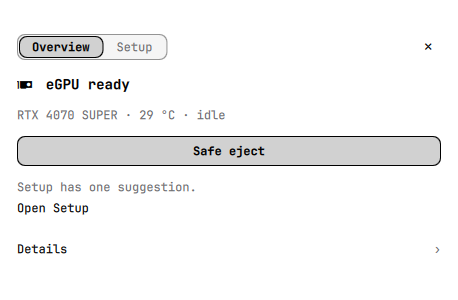 Overview Setup ×
eGPU ready
RTX 4070 SUPER · 29 °C · idle
Safe eject
Setup has one suggestion.
Open Setup
Details ›